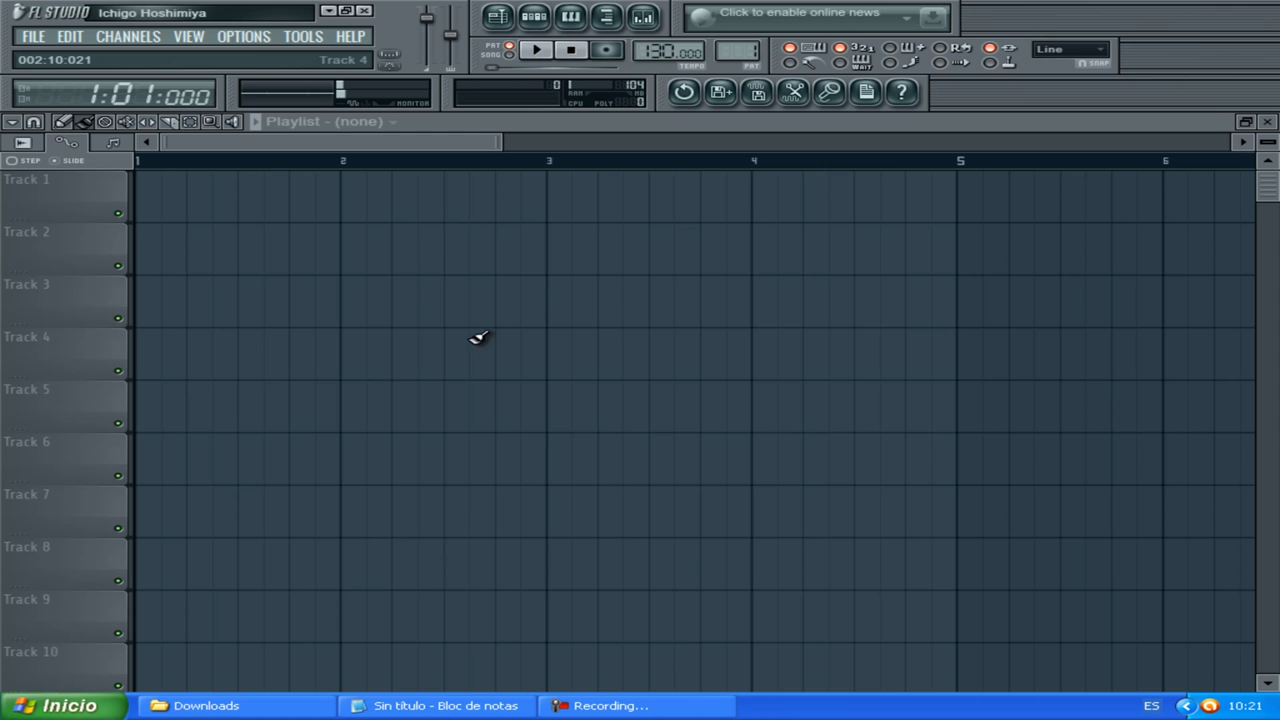 FL STUDIO Ichigo Hoshimiya
FILE EDIT CHANNELS VIEW OPTIONS TOOLS HELP
002:10:021 Track 4
1:01:000
MONITOR
PAT
SONG
130.000
TEMPO
1
PAT
0 104
RAM
CPU POLY 0
Click to enable online news
321
WAIT
Line
SNAP
Playlist - (none)
STEP SLIDE
1 2 3 4 5 6
Track 1
Track 2
Track 3
Track 4
Track 5
Track 6
Track 7
Track 8
Track 9
Track 10
Inicio Downloads Sin título - Bloc de notas Recording... ES 10:21